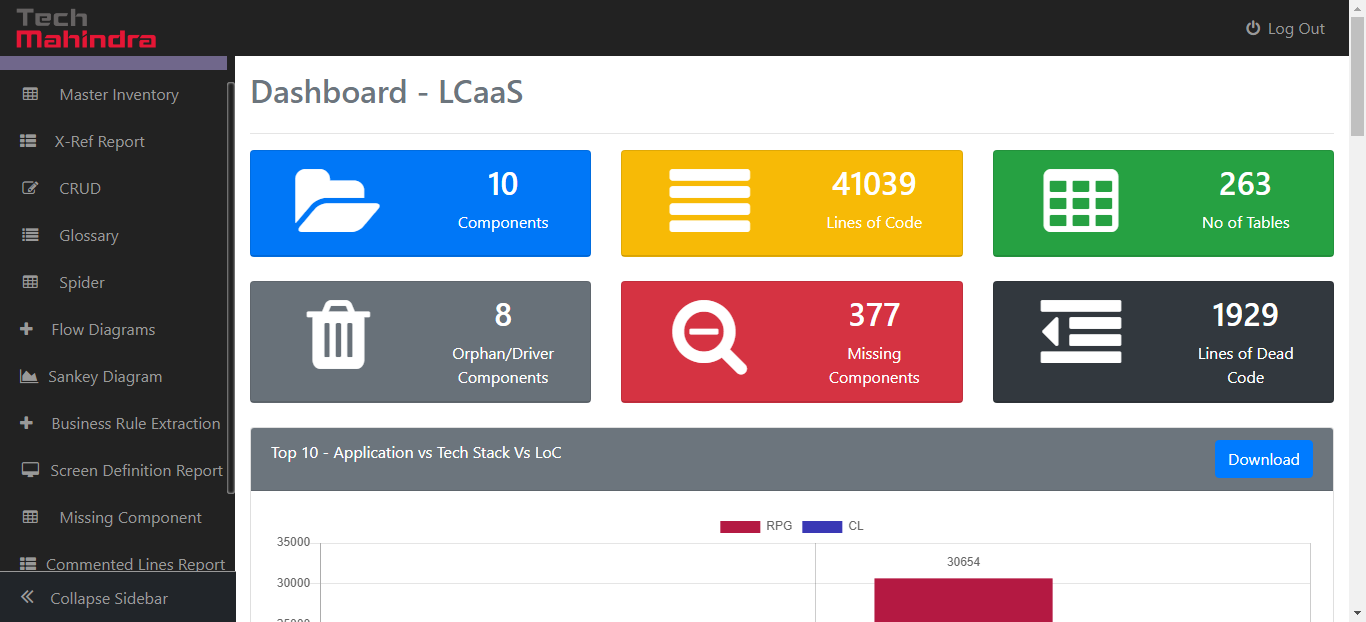 Tech
Mahindra
Log Out
Master Inventory
X-Ref Report
CRUD
Glossary
Spider
Flow Diagrams
Sankey Diagram
Business Rule Extraction
Screen Definition Report
Missing Component
Commented Lines Report
Collapse Sidebar
Dashboard - LCaaS
10
Components
41039
Lines of Code
263
No of Tables
8
Orphan/Driver
Components
377
Missing
Components
1929
Lines of Dead
Code
Top 10 - Application vs Tech Stack Vs LoC
Download
RPG CL
35000
30654
30000
25000